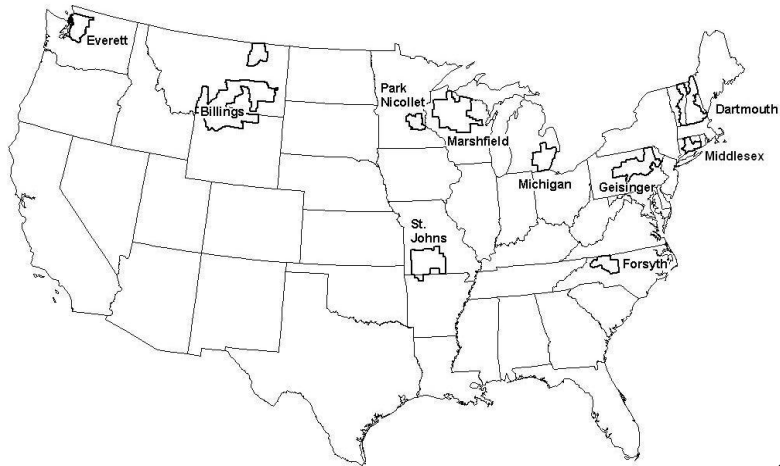 Everett
Billings
Park
Nicollet
Marshfield
Michigan
Dartmouth
Middlesex
Geisinger
St.
Johns
Forsyth